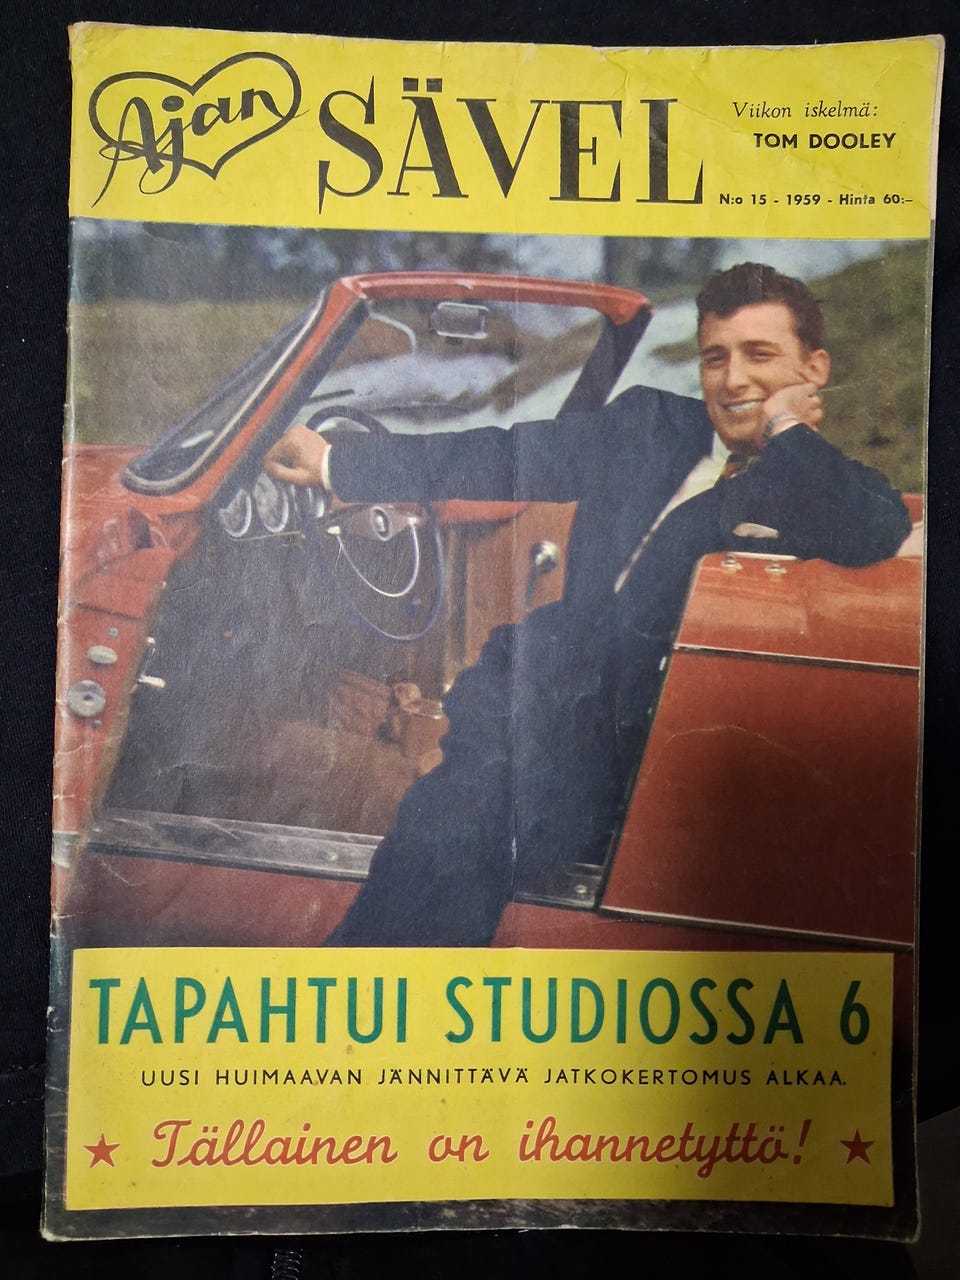 Ajan SÄVEL
Viikon iskelmä:
TOM DOOLEY
N:o 15 - 1959 - Hinta 60:-
TAPAHTUI STUDIOSSA 6
UUSI HUIMAAVAN JÄNNITTÄVÄ JATKOKERTOMUS ALKAA.
Tällainen on ihannetyttö!